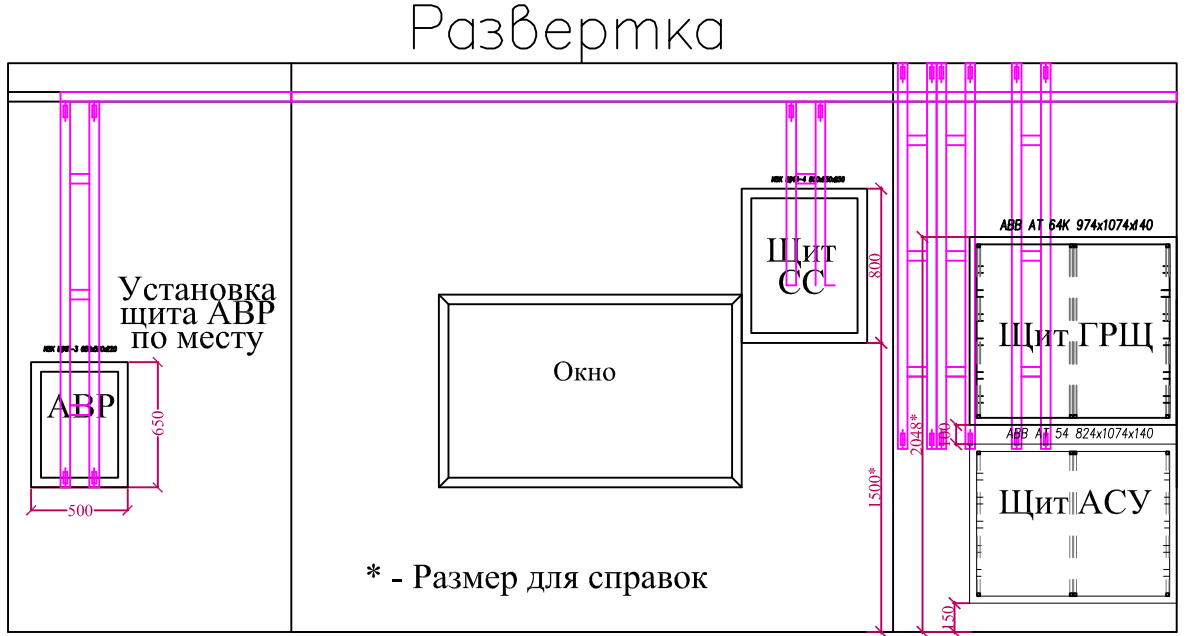 Развертка
ABB AT 64K 974x1074x140
Щит
СС
800
Установка
щита АВР
по месту
Щит ГРЩ
Окно
АВР
650
2048*
100
ABB AT 54 824x1074x140
1500*
500
Щит АСУ
* - Размер для справок
150